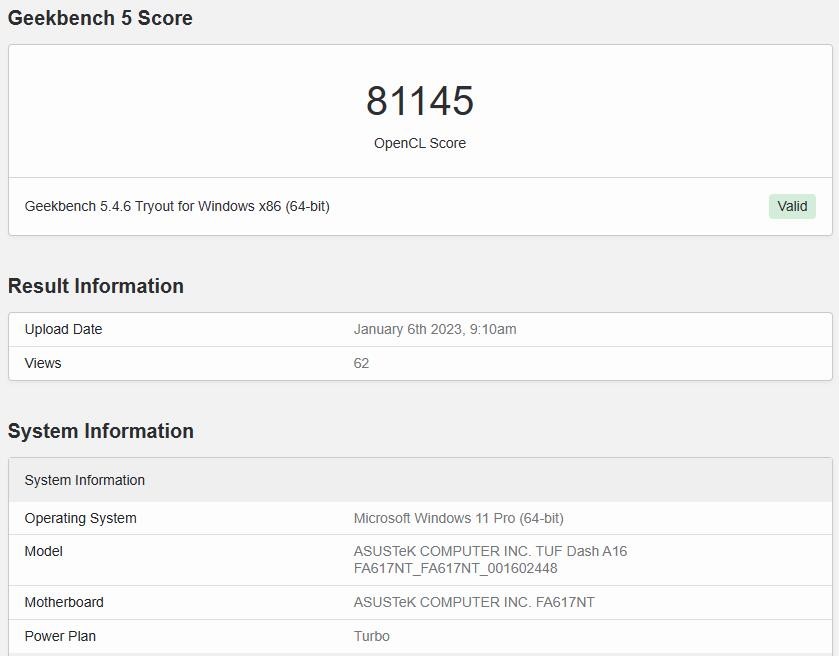 Geekbench 5 Score
81145
OpenCL Score
Geekbench 5.4.6 Tryout for Windows x86 (64-bit) Valid
Result Information
Upload Date January 6th 2023, 9:10am
Views 62
System Information
System Information
Operating System Microsoft Windows 11 Pro (64-bit)
Model ASUSTeK COMPUTER INC. TUF Dash A16
FA617NT_FA617NT_001602448
Motherboard ASUSTeK COMPUTER INC. FA617NT
Power Plan Turbo